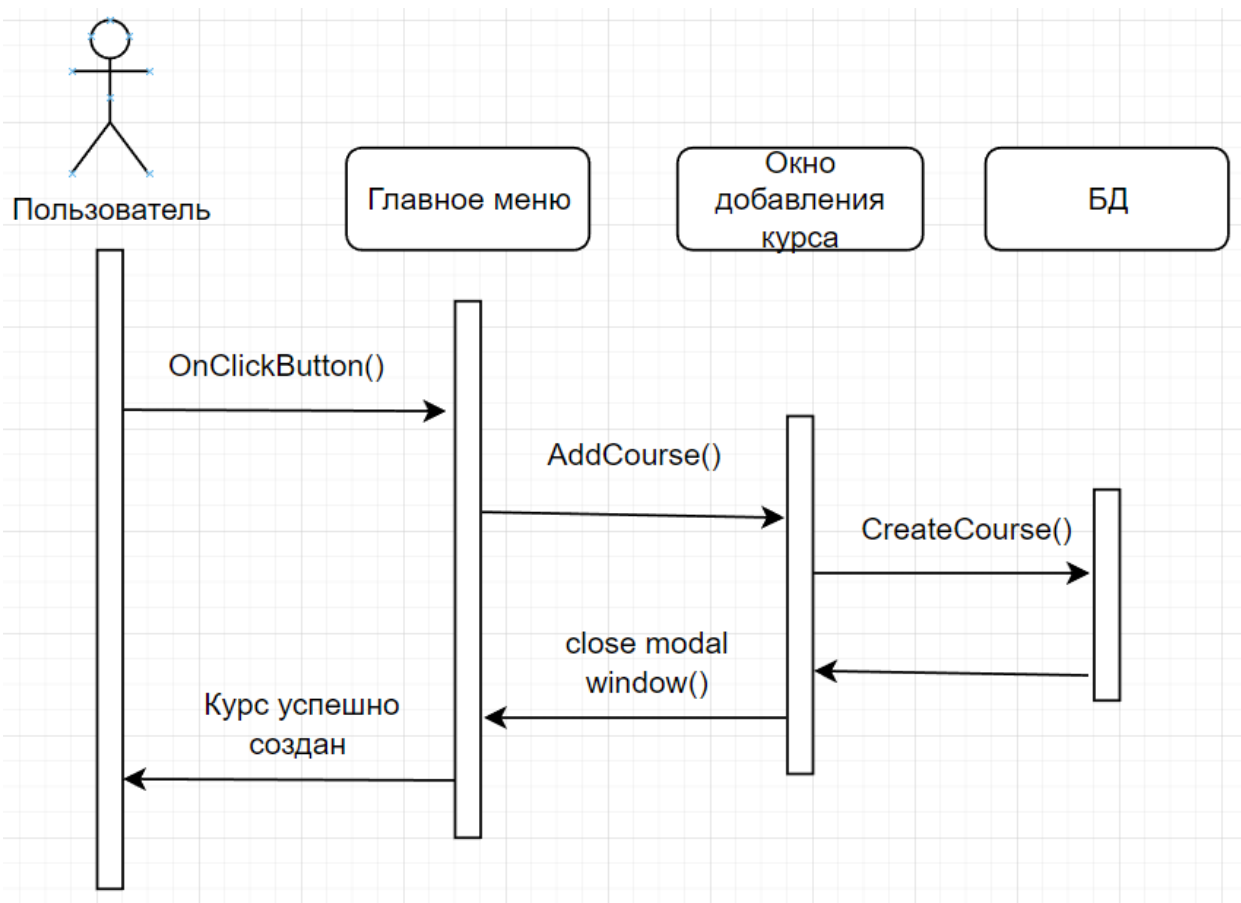 Пользователь
Главное меню
Окно
добавления
курса
БД
OnClickButton()
AddCourse()
CreateCourse()
close modal
window()
Курс успешно
создан